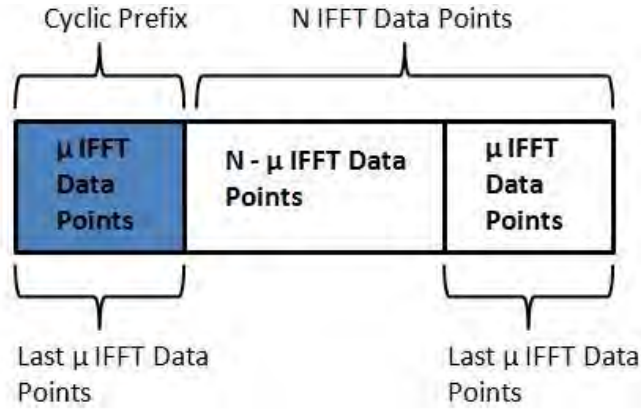 Cyclic Prefix
N IFFT Data Points
μ IFFT
Data
Points
N - μ IFFT Data
Points
μ IFFT
Data
Points
Last μ IFFT Data
Points
Last μ IFFT Data
Points